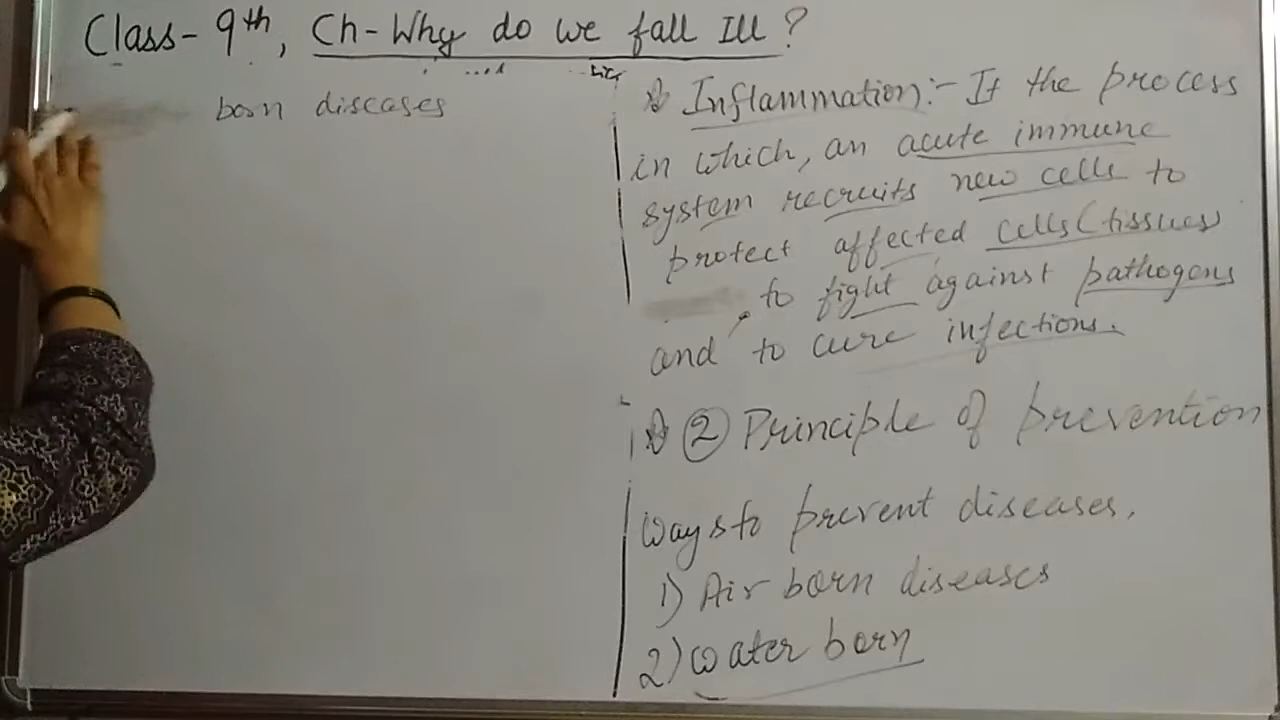 Class- 9th, Ch- Why do we fall Ill ?
born diseases
Inflammation:- It the process
in which, an acute immune
system recruits new cells to
protect affected cells (tissues)
to fight against pathogens
and to cure infections.
② Principle of prevention
Ways to prevent diseases,
1) Air born diseases
2) Water born